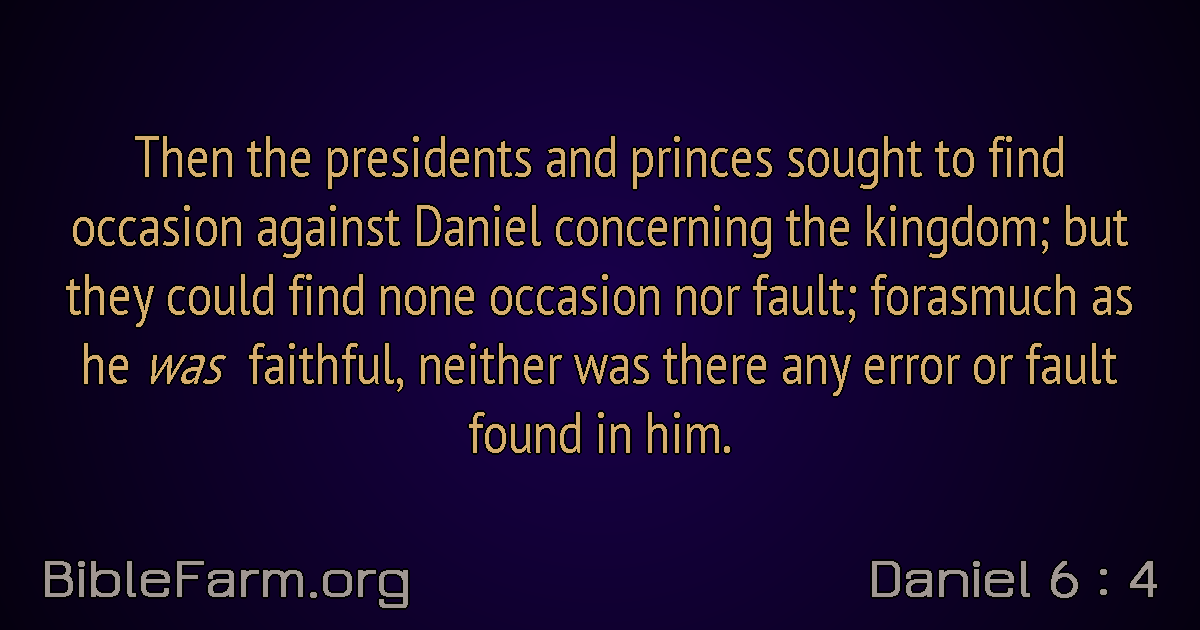 Then the presidents and princes sought to find
occasion against Daniel concerning the kingdom; but
they could find none occasion nor fault; forasmuch as
he was faithful, neither was there any error or fault
found in him.
BibleFarm.org
Daniel 6 : 4